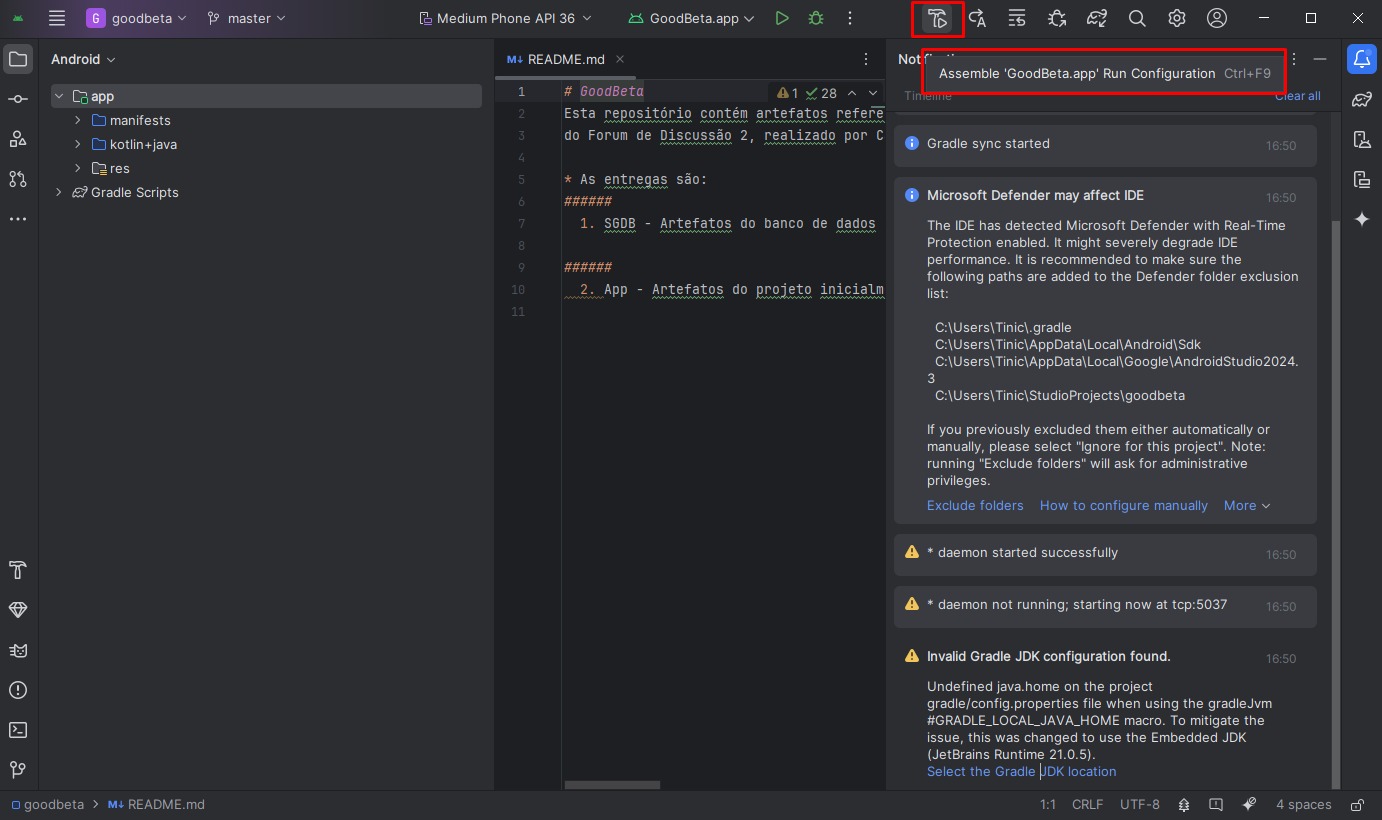 G goodbeta master Medium Phone API 36 GoodBeta.app
Android
app
manifests
kotlin+java
res
Gradle Scripts
M↓ README.md
1 28
1 # GoodBeta
2 Esta repositório contém artefatos refere
3 do Forum de Discussão 2, realizado por C
4
5 * As entregas são:
6 ######
7 1. SGDB - Artefatos do banco de dados
8
9 ######
10 2. App - Artefatos do projeto inicialm
11
Assemble 'GoodBeta.app' Run Configuration Ctrl+F9
Timeline Clear all
Gradle sync started 16:50
Microsoft Defender may affect IDE 16:50
The IDE has detected Microsoft Defender with Real-Time
Protection enabled. It might severely degrade IDE
performance. It is recommended to make sure the
following paths are added to the Defender folder exclusion
list:
C:\Users\Tinic\.gradle
C:\Users\Tinic\AppData\Local\Android\Sdk
C:\Users\Tinic\AppData\Local\Google\AndroidStudio2024.
3
C:\Users\Tinic\StudioProjects\goodbeta
If you previously excluded them either automatically or
manually, please select "Ignore for this project". Note:
running "Exclude folders" will ask for administrative
privileges.
Exclude folders How to configure manually More
* daemon started successfully 16:50
* daemon not running; starting now at tcp:5037 16:50
Invalid Gradle JDK configuration found. 16:50
Undefined java.home on the project
gradle/config.properties file when using the gradleJvm
#GRADLE_LOCAL_JAVA_HOME macro. To mitigate the
issue, this was changed to use the Embedded JDK
(JetBrains Runtime 21.0.5).
Select the Gradle JDK location
goodbeta > M↓ README.md 1:1 CRLF UTF-8 4 spaces